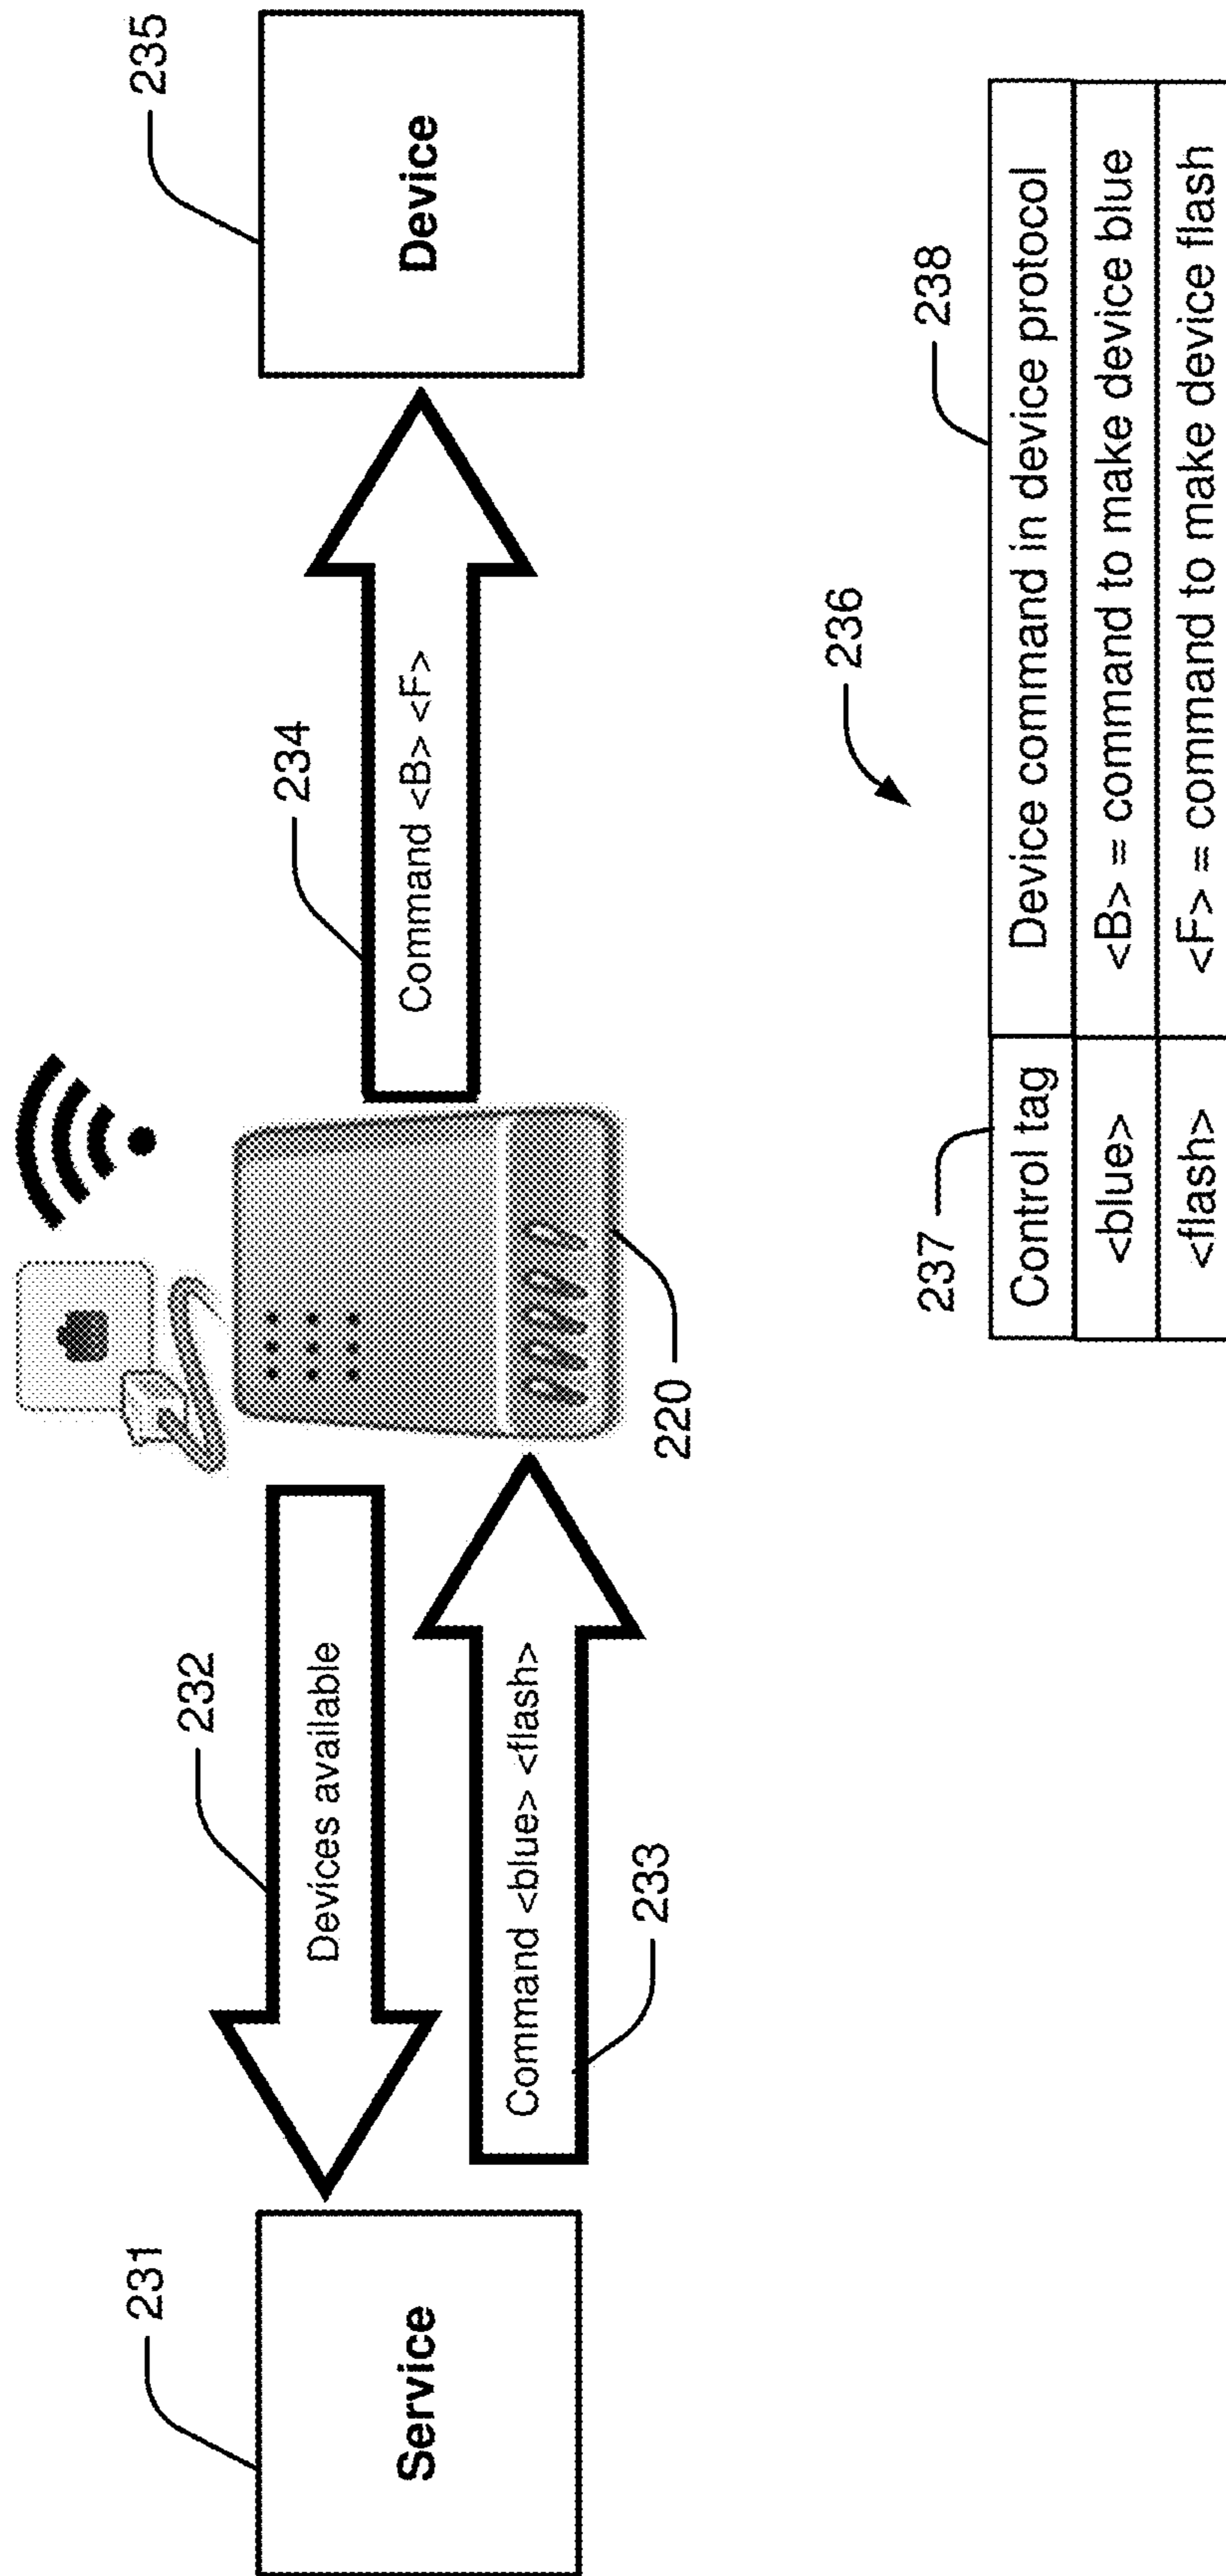 231
Service
232
Devices available
Command <blue> <flash>
233
220
234
Command <B> <F>
235
Device
236
237
238
Control tag Device command in device protocol
<blue> <B> = command to make device blue
<flash> <F> = command to make device flash